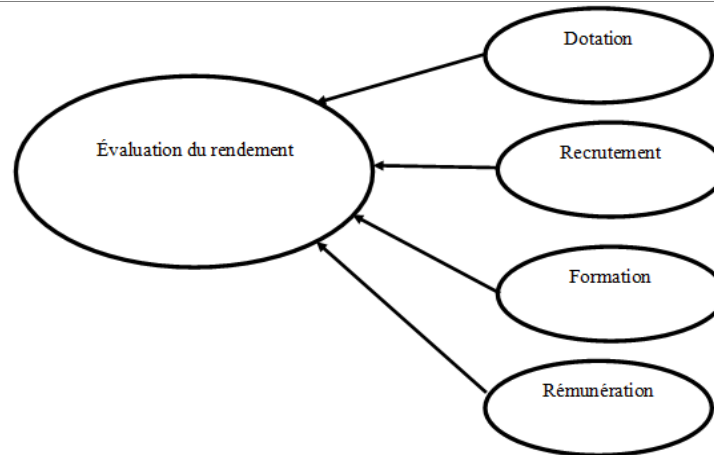 Dotation
Évaluation du rendement
Recrutement
Formation
Rémunération